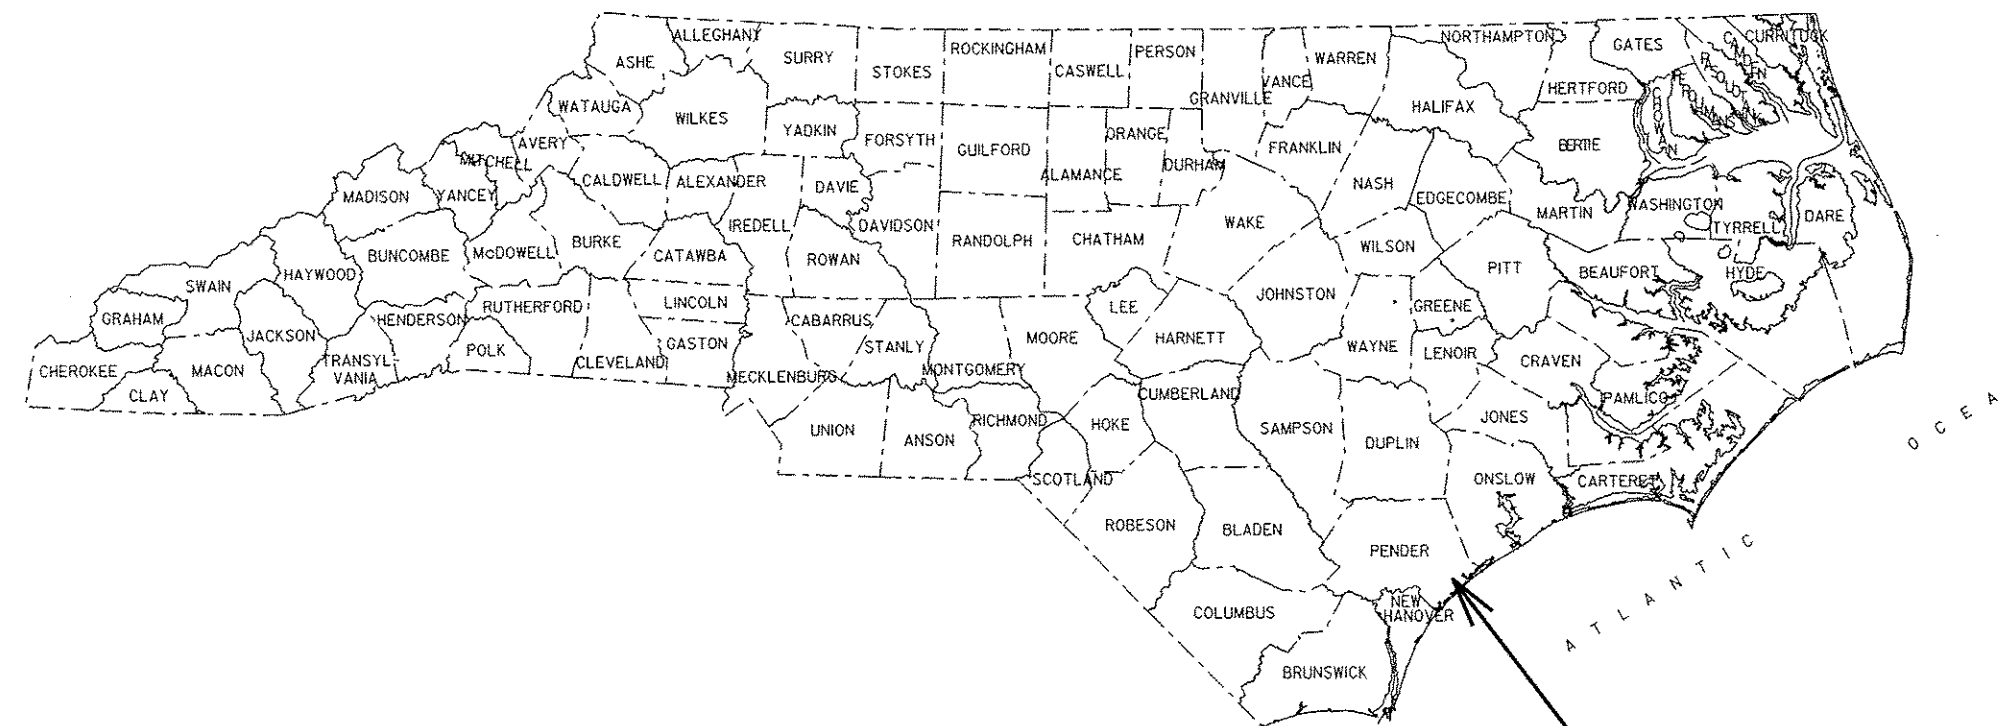 ALLEGHANY
ASHE
SURRY
STOKES
ROCKINGHAM
CASWELL
PERSON
GRANVILLE
VANCE
WARREN
NORTHAMPTON
GATES
CAMDEN
CURRITUCK
PASQUOTANK
PERQUIMANS
CHOWAN
HERTFORD
HALIFAX
WATAUGA
WILKES
YADKIN
FORSYTH
GUILFORD
ALAMANCE
ORANGE
DURHAM
FRANKLIN
BERTIE
AVERY
MITCHELL
YANCEY
MADISON
CALDWELL
ALEXANDER
DAVIE
IREDELL
DAVIDSON
RANDOLPH
CHATHAM
WAKE
NASH
EDGECOMBE
MARTIN
WASHINGTON
TYRRELL
DARE
BUNCOMBE
McDOWELL
BURKE
CATAWBA
ROWAN
WILSON
PITT
BEAUFORT
HYDE
HAYWOOD
SWAIN
GRAHAM
JACKSON
HENDERSON
RUTHERFORD
LINCOLN
CABARRUS
STANLY
MOORE
LEE
HARNETT
JOHNSTON
GREENE
WAYNE
LENOIR
CRAVEN
CHEROKEE
CLAY
MACON
TRANSYL
VANIA
POLK
CLEVELAND
GASTON
MECKLENBURG
MONTGOMERY
CUMBERLAND
PAMLICO
UNION
ANSON
RICHMOND
HOKE
SAMPSON
DUPLIN
JONES
SCOTLAND
ONSLOW
CARTERET
ROBESON
BLADEN
PENDER
COLUMBUS
NEW
HANOVER
BRUNSWICK
ATLANTIC
OCEA